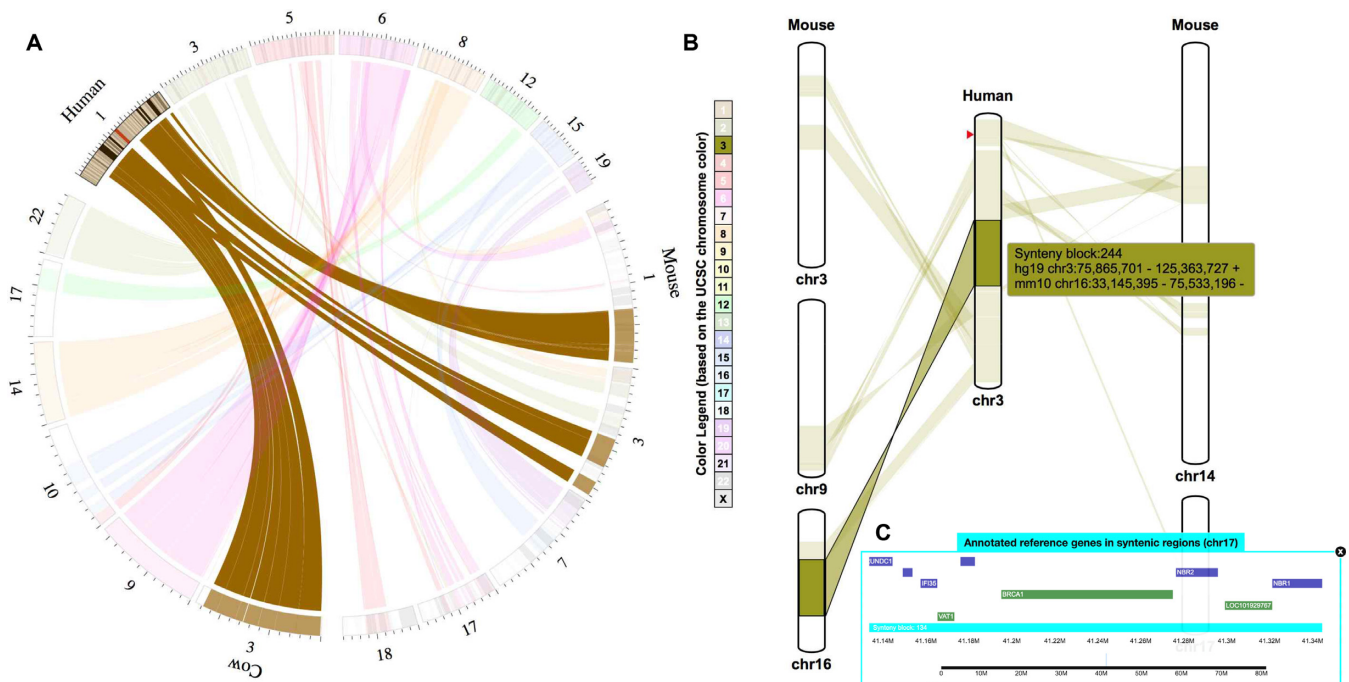 A
Human
1
3
5
6
8
12
15
19
Mouse
1
3
7
17
18
Cow
3
9
10
14
17
22
B
Color Legend (based on the UCSC chromosome color)
1
2
3
4
5
6
7
8
9
10
11
12
13
14
15
16
17
18
19
20
21
22
X
Mouse
Human
Mouse
chr3
chr9
chr16
chr3
chr14
chr17
Synteny block:244
hg19 chr3:75,865,701 - 125,363,727 +
mm10 chr16:33,145,395 - 75,533,196 -
C
Annotated reference genes in syntenic regions (chr17)
x
UNDC1
NBR2
IFI35
NBR1
BRCA1
LOC101929767
VAT1
Synteny block: 134
41.14M 41.16M 41.18M 41.2M 41.22M 41.24M 41.26M 41.28M 41.3M 41.32M 41.34M
0 10M 20M 30M 40M 50M 60M 70M 80M